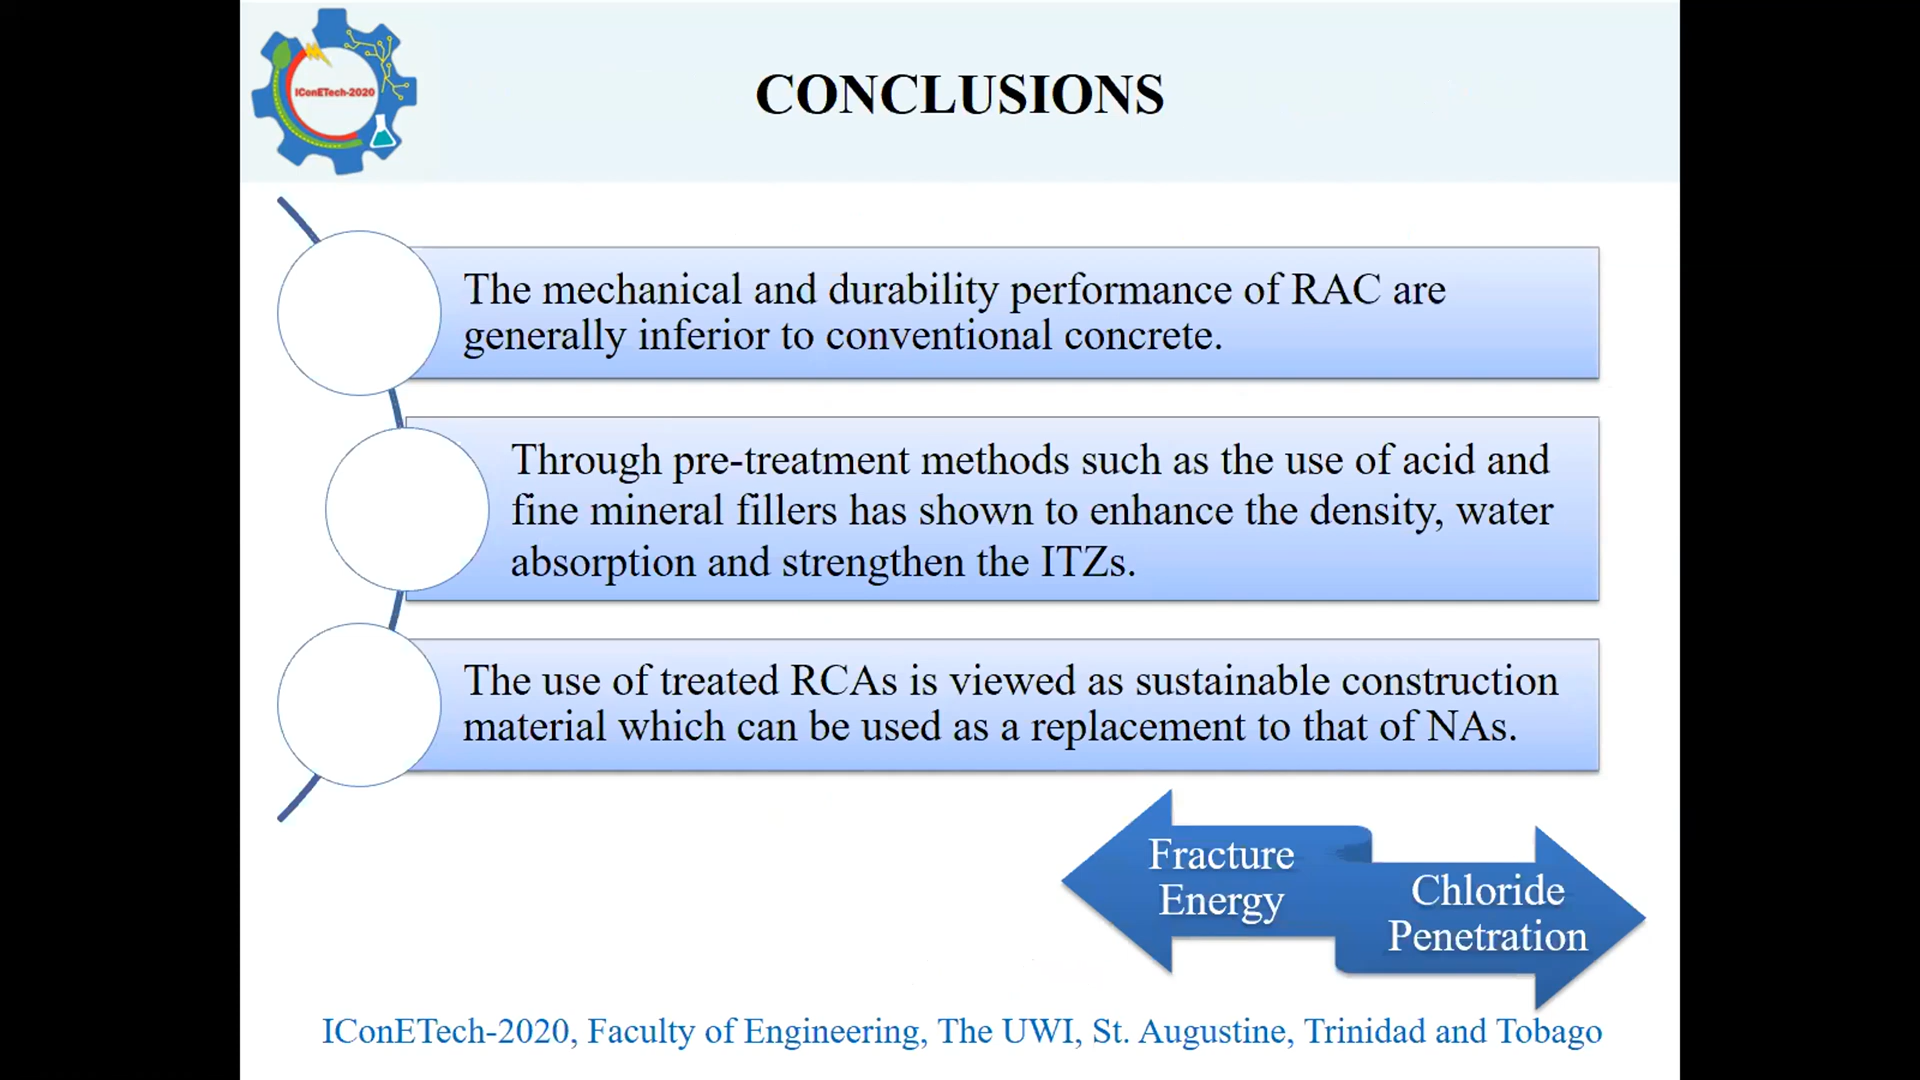 IConETech-2020
CONCLUSIONS
The mechanical and durability performance of RAC are
generally inferior to conventional concrete.
Through pre-treatment methods such as the use of acid and
fine mineral fillers has shown to enhance the density, water
absorption and strengthen the ITZs.
The use of treated RCAs is viewed as sustainable construction
material which can be used as a replacement to that of NAs.
Fracture
Energy
Chloride
Penetration
IConETech-2020, Faculty of Engineering, The UWI, St. Augustine, Trinidad and Tobago